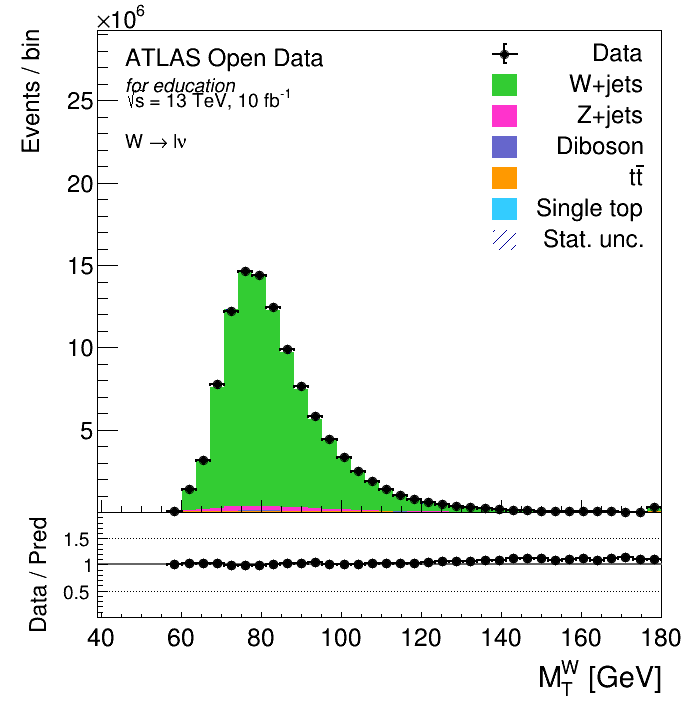 ×10⁶
Events / bin
ATLAS Open Data
for education
√s = 13 TeV, 10 fb⁻¹
W → lν
Data
W+jets
Z+jets
Diboson
tt̄
Single top
Stat. unc.
25
20
15
10
5
Data / Pred
1.5
1
0.5
40 60 80 100 120 140 160 180
M_T^W [GeV]